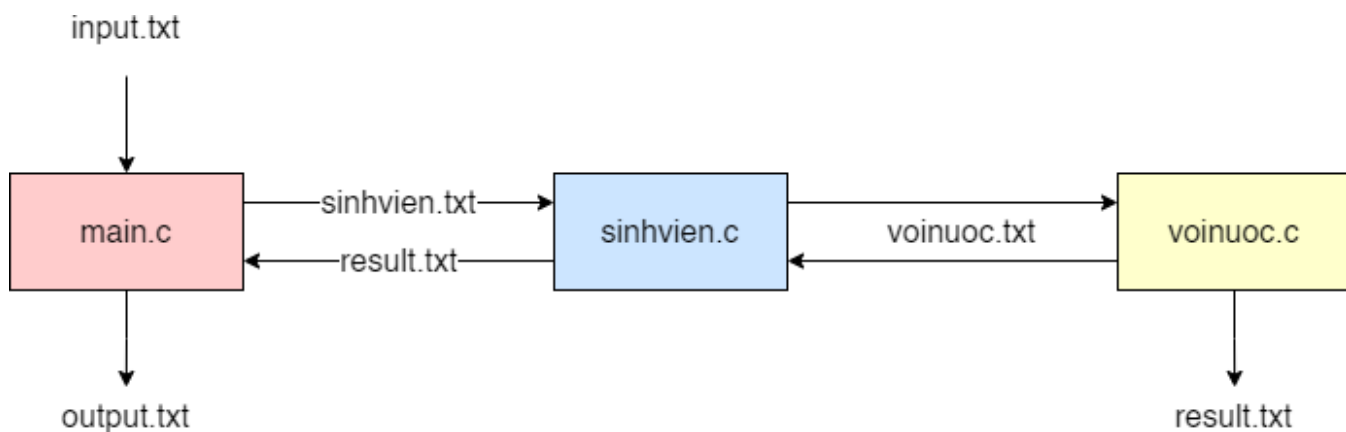 input.txt
main.c
sinhvien.txt
result.txt
sinhvien.c
voinuoc.txt
voinuoc.c
output.txt
result.txt